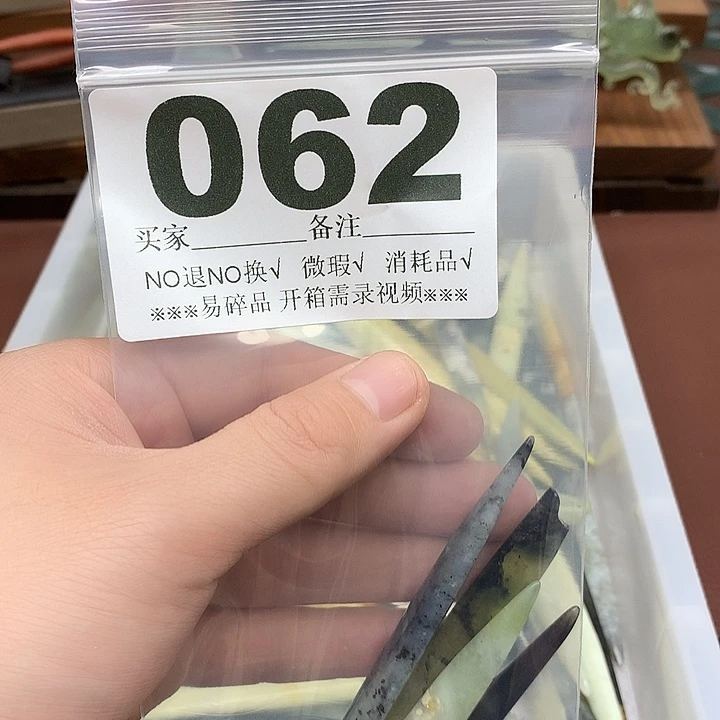 062
买家________备注________
NO退NO换√ 微瑕√ 消耗品√
※※※易碎品 开箱需录视频※※※